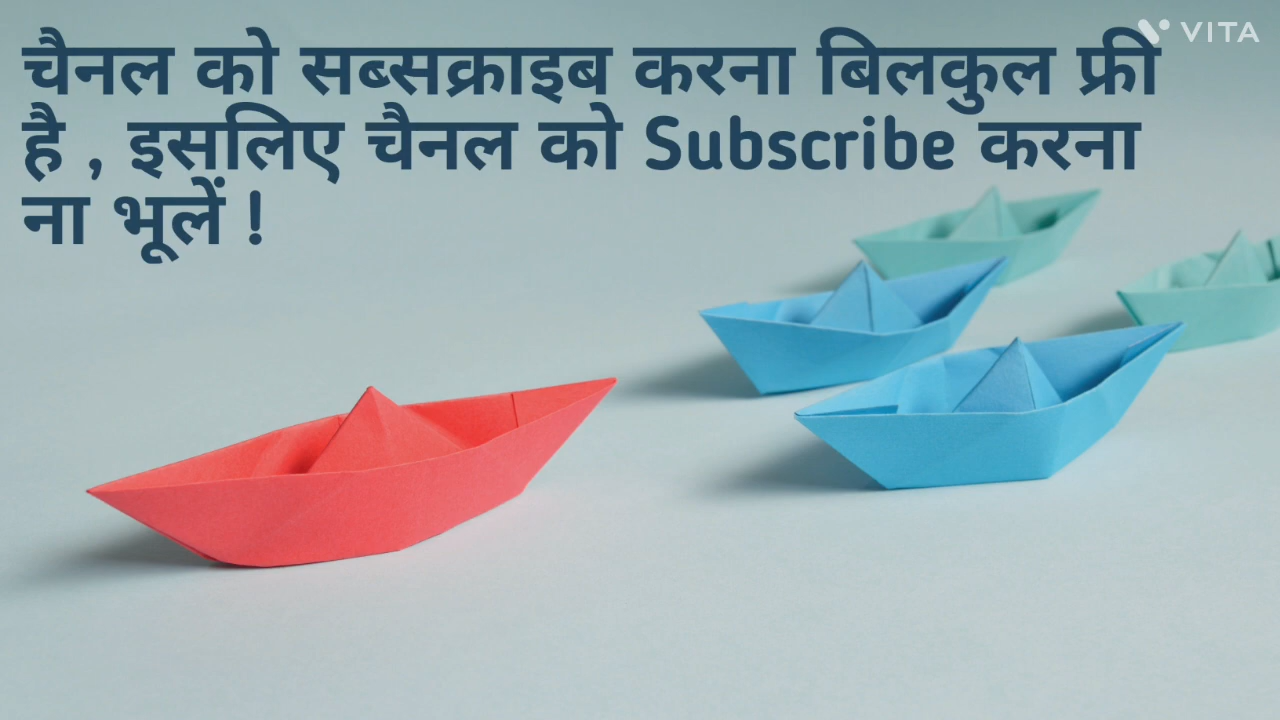 VITA
चैनल को सब्सक्राइब करना बिलकुल फ्री
है , इसलिए चैनल को Subscribe करना
ना भूलें !